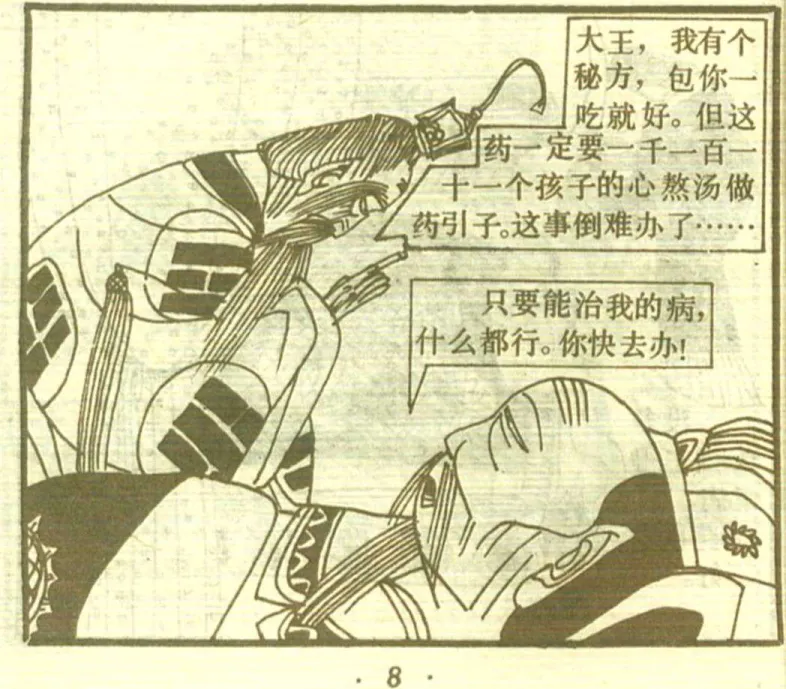 大王，我有个
秘方，包你一
吃就好。但这
药一定要一千一百一
十一个孩子的心熬汤做
药引子。这事倒难办了……
只要能治我的病，
什么都行。你快去办！
· 8 ·